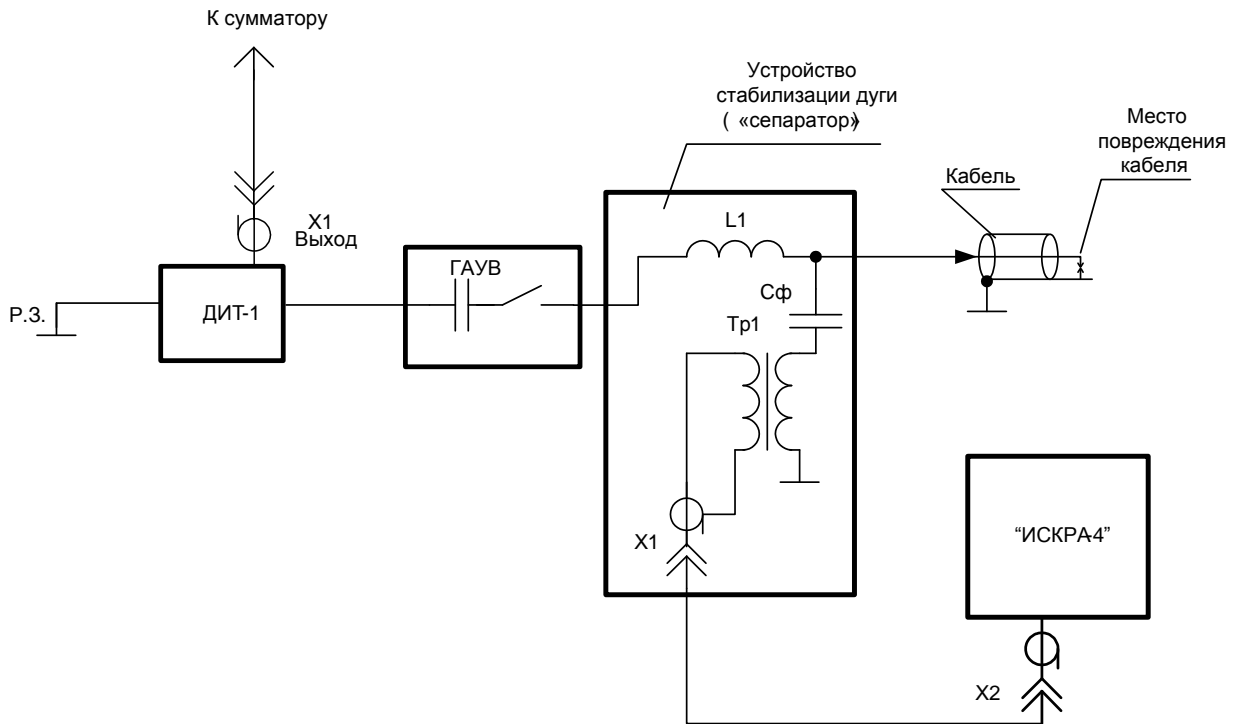 К сумматору
Устройство
стабилизации дуги
( «сепаратор»)
Место
повреждения
кабеля
Кабель
X1
Выход
L1
ГАУВ
ДИТ-1
Р.З.
Сф
Тр1
X1
“ИСКРА-4”
X2